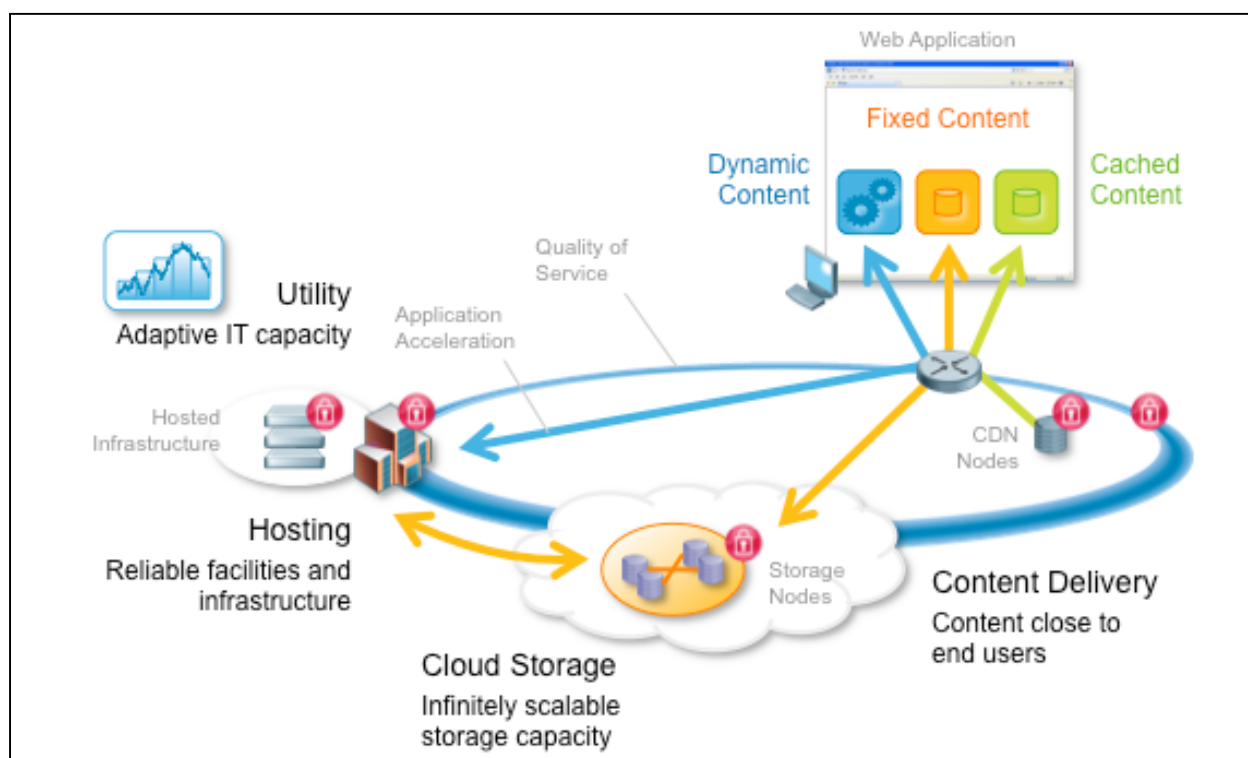 Web Application
Fixed Content
Dynamic
Content
Cached
Content
Quality of
Service
Utility
Adaptive IT capacity
Application
Acceleration
Hosted
Infrastructure
CDN
Nodes
Hosting
Reliable facilities and
infrastructure
Storage
Nodes
Content Delivery
Content close to
end users
Cloud Storage
Infinitely scalable
storage capacity